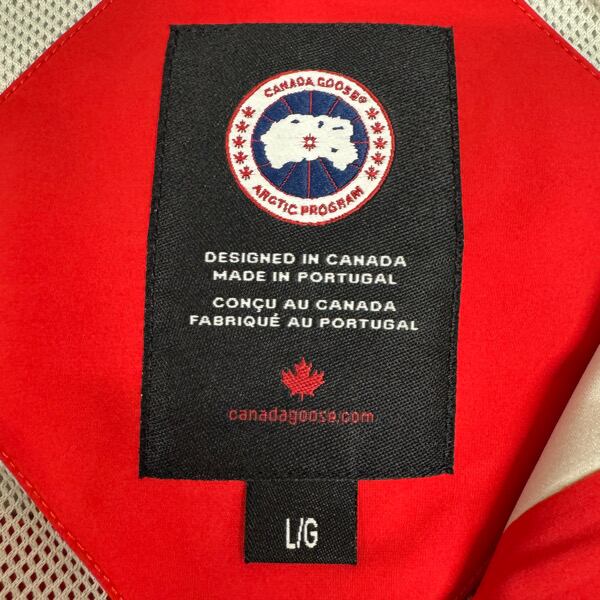 CANADA GOOSE®
ARCTIC PROGRAM
DESIGNED IN CANADA
MADE IN PORTUGAL
CONÇU AU CANADA
FABRIQUÉ AU PORTUGAL
canadagoose.com
L/G